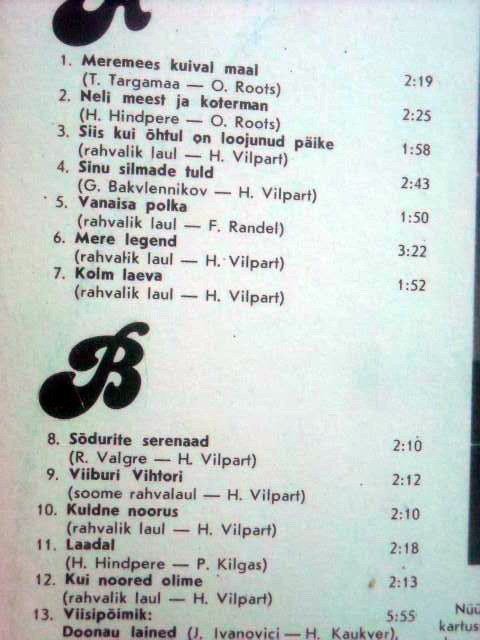 A
1. Meremees kuival maal
(T. Targamaa — O. Roots) 2:19
2. Neli meest ja koterman
(H. Hindpere — O. Roots) 2:25
3. Siis kui õhtul on loojunud päike
(rahvalik laul — H. Vilpart) 1:58
4. Sinu silmade tuld
(G. Bakvlennikov — H. Vilpart) 2:43
5. Vanaisa polka
(rahvalik laul — F. Randel) 1:50
6. Mere legend
(rahvalik laul — H. Vilpart) 3:22
7. Kolm laeva
(rahvalik laul — H. Vilpart) 1:52
B
8. Sõdurite serenaad
(R. Valgre — H. Vilpart) 2:10
9. Viiburi Vihtori
(soome rahvalaul — H. Vilpart) 2:12
10. Kuldne noorus
(rahvalik laul — H. Vilpart) 2:10
11. Laadal
(H. Hindpere — P. Kilgas) 2:18
12. Kui noored olime
(rahvalik laul — H. Vilpart) 2:13
13. Viisipõimik: 5:55
Doonau lained (J. Ivanovici — H. Kaukver),
Nüü
kartus